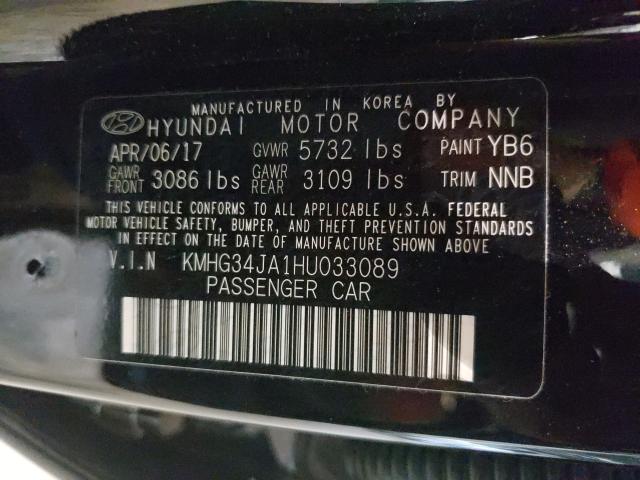 MANUFACTURED IN KOREA BY
HYUNDAI MOTOR COMPANY
APR/06/17 GVWR 5732 lbs PAINT YB6
GAWR FRONT 3086 lbs GAWR REAR 3109 lbs TRIM NNB
THIS VEHICLE CONFORMS TO ALL APPLICABLE U.S.A. FEDERAL
MOTOR VEHICLE SAFETY, BUMPER, AND THEFT PREVENTION STANDARDS
IN EFFECT ON THE DATE OF MANUFACTURE SHOWN ABOVE.
V.I.N KMHG34JA1HU033089
PASSENGER CAR